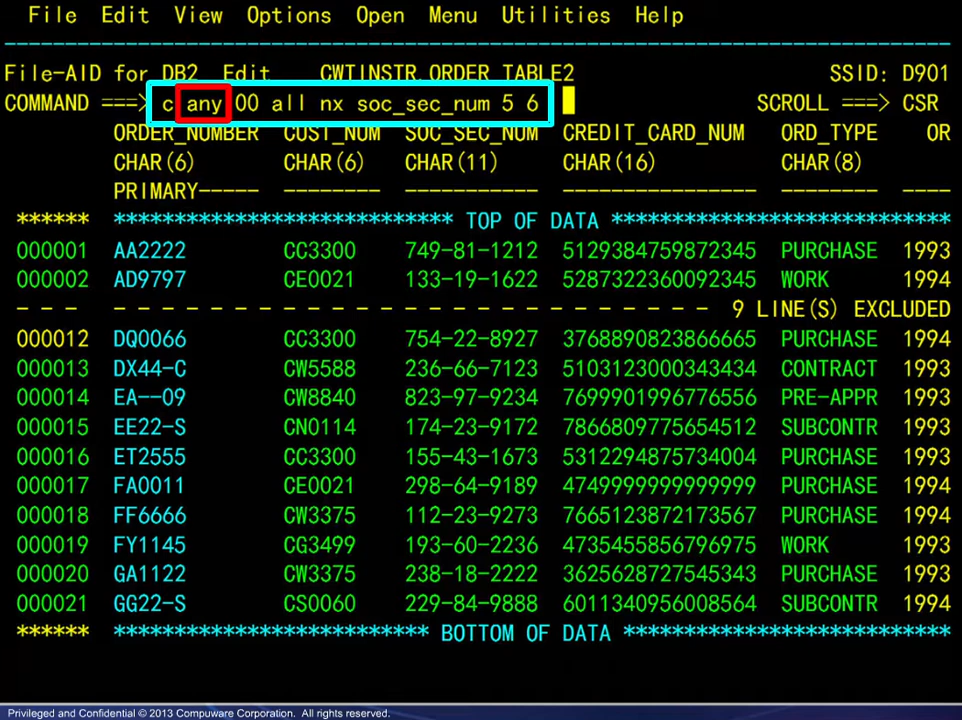 File Edit View Options Open Menu Utilities Help
File-AID for DB2 Edit CWTINSTR.ORDER_TABLE2 SSID: D901
COMMAND ===> c any 00 all nx soc_sec_num 5 6 SCROLL ===> CSR
ORDER_NUMBER CUST_NUM SOC_SEC_NUM CREDIT_CARD_NUM ORD_TYPE OR
CHAR(6) CHAR(6) CHAR(11) CHAR(16) CHAR(8)
PRIMARY----- -------- ----------- ---------------- -------- ----
****** **************************** TOP OF DATA ****************************
000001 AA2222 CC3300 749-81-1212 5129384759872345 PURCHASE 1993
000002 AD9797 CE0021 133-19-1622 5287322360092345 WORK 1994
- - - - - - - - - - - - - - - - - - - - - - - - - - - - 9 LINE(S) EXCLUDED
000012 DQ0066 CC3300 754-22-8927 3768890823866665 PURCHASE 1994
000013 DX44-C CW5588 236-66-7123 5103123000343434 CONTRACT 1993
000014 EA--09 CW8840 823-97-9234 7699901996776556 PRE-APPR 1993
000015 EE22-S CN0114 174-23-9172 7866809775654512 SUBCONTR 1993
000016 ET2555 CC3300 155-43-1673 5312294875734004 PURCHASE 1993
000017 FA0011 CE0021 298-64-9189 4749999999999999 PURCHASE 1994
000018 FF6666 CW3375 112-23-9273 7665123872173567 PURCHASE 1994
000019 FY1145 CG3499 193-60-2236 4735455856796975 WORK 1993
000020 GA1122 CW3375 238-18-2222 3625628727545343 PURCHASE 1994
000021 GG22-S CS0060 229-84-9888 6011340956008564 SUBCONTR 1994
****** ************************** BOTTOM OF DATA ***************************
Privileged and Confidential © 2013 Compuware Corporation. All rights reserved.